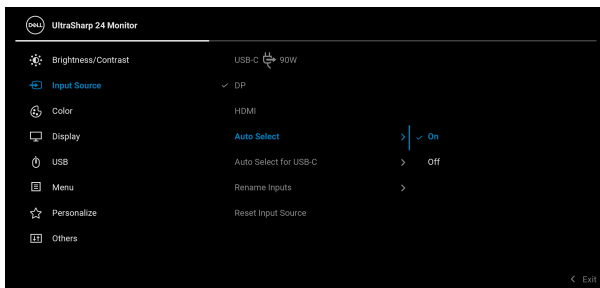 DELL UltraSharp 24 Monitor
Brightness/Contrast USB-C 90W
Input Source DP
Color HDMI
Display Auto Select On
USB Auto Select for USB-C Off
Menu Rename Inputs
Personalize Reset Input Source
Others
Exit